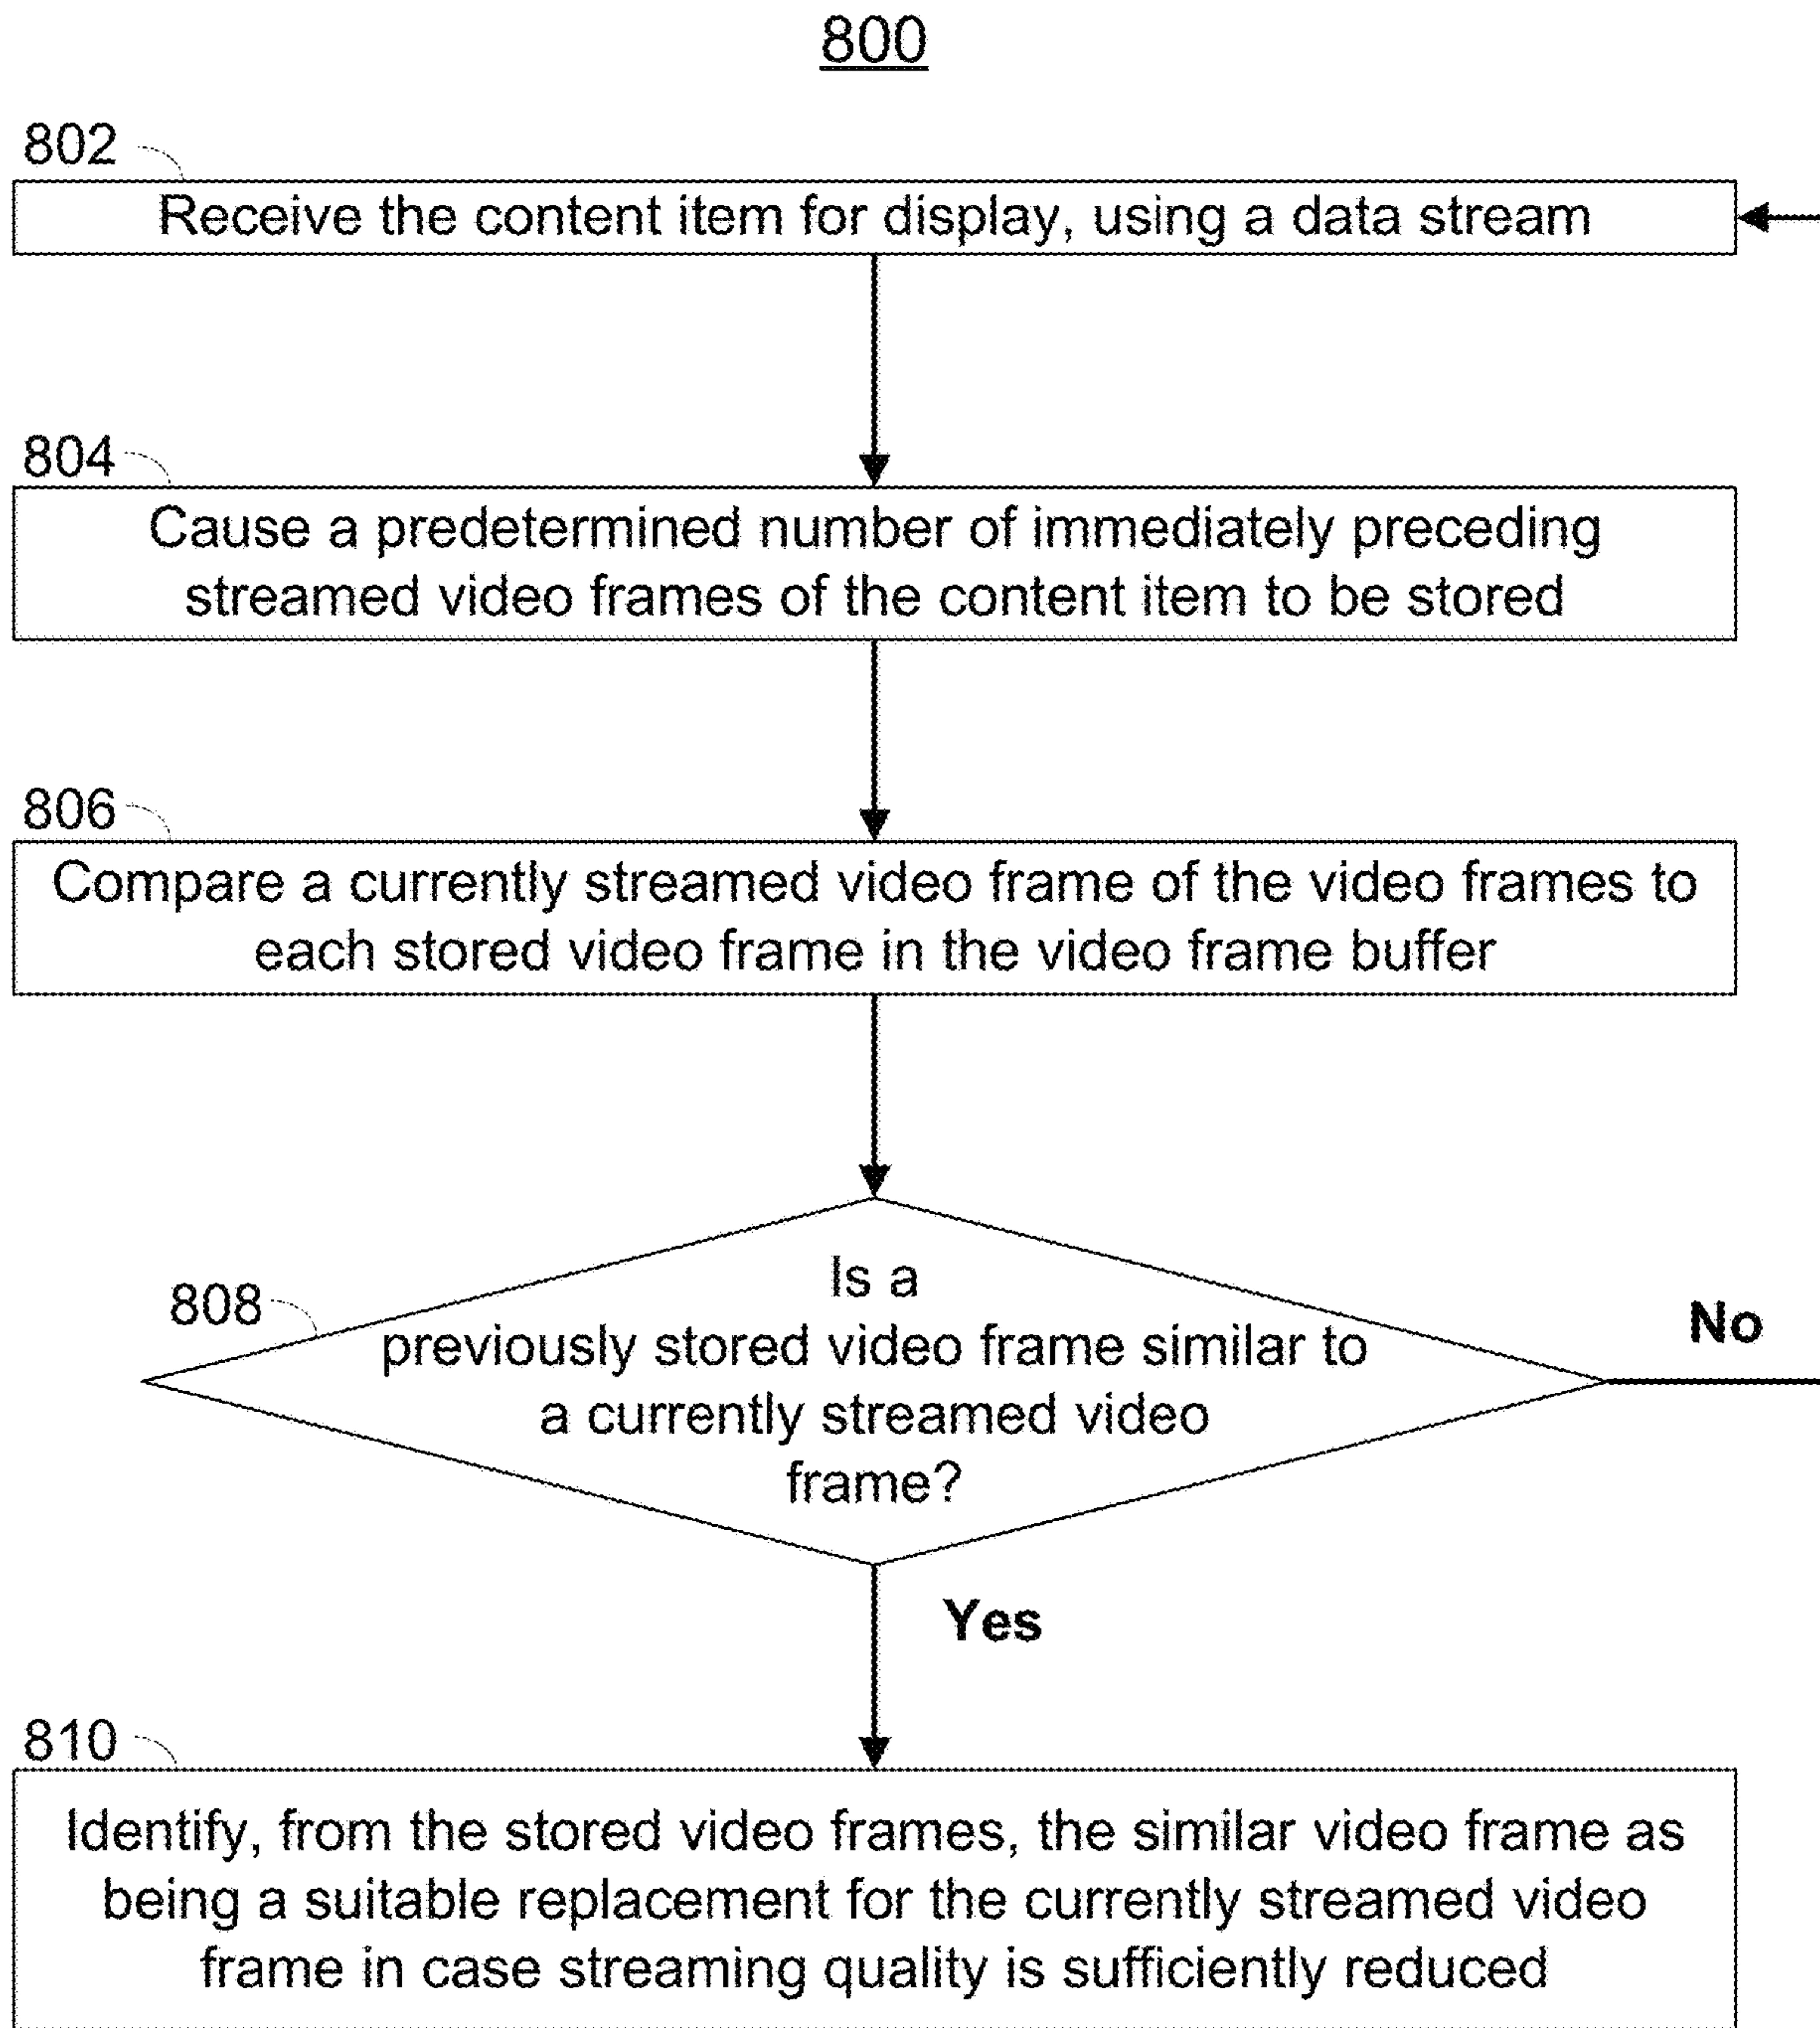 800
802
Receive the content item for display, using a data stream
804
Cause a predetermined number of immediately preceding
streamed video frames of the content item to be stored
806
Compare a currently streamed video frame of the video frames to
each stored video frame in the video frame buffer
808
Is a
previously stored video frame similar to
a currently streamed video
frame?
No
Yes
810
Identify, from the stored video frames, the similar video frame as
being a suitable replacement for the currently streamed video
frame in case streaming quality is sufficiently reduced